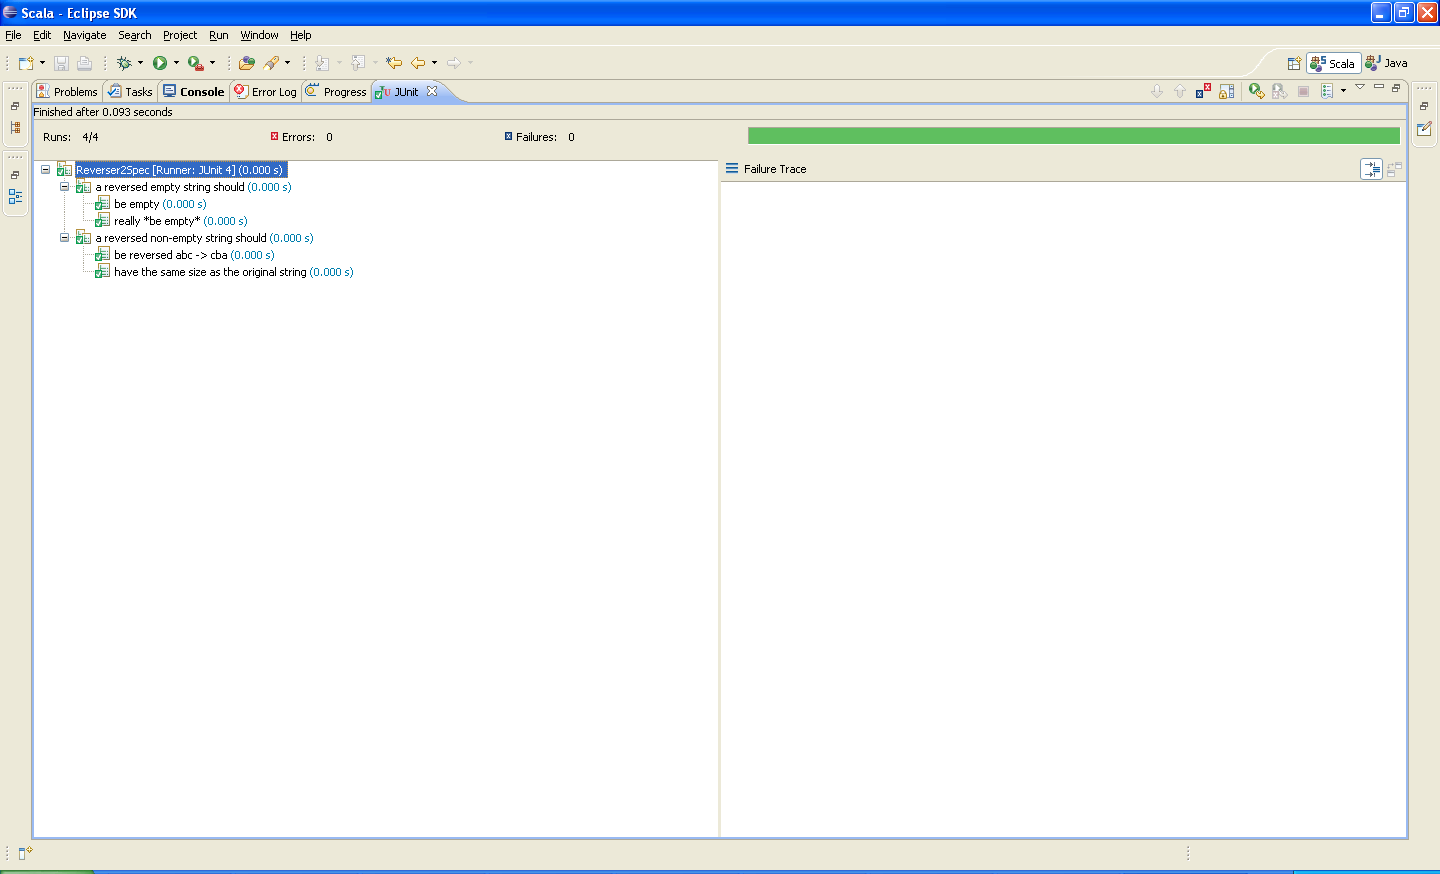 Scala - Eclipse SDK
File Edit Navigate Search Project Run Window Help
Scala Java
Problems Tasks Console Error Log Progress JUnit
Finished after 0.093 seconds
Runs: 4/4 Errors: 0 Failures: 0
Reverser2Spec [Runner: JUnit 4] (0.000 s)
Failure Trace
a reversed empty string should (0.000 s)
be empty (0.000 s)
really *be empty* (0.000 s)
a reversed non-empty string should (0.000 s)
be reversed abc -> cba (0.000 s)
have the same size as the original string (0.000 s)